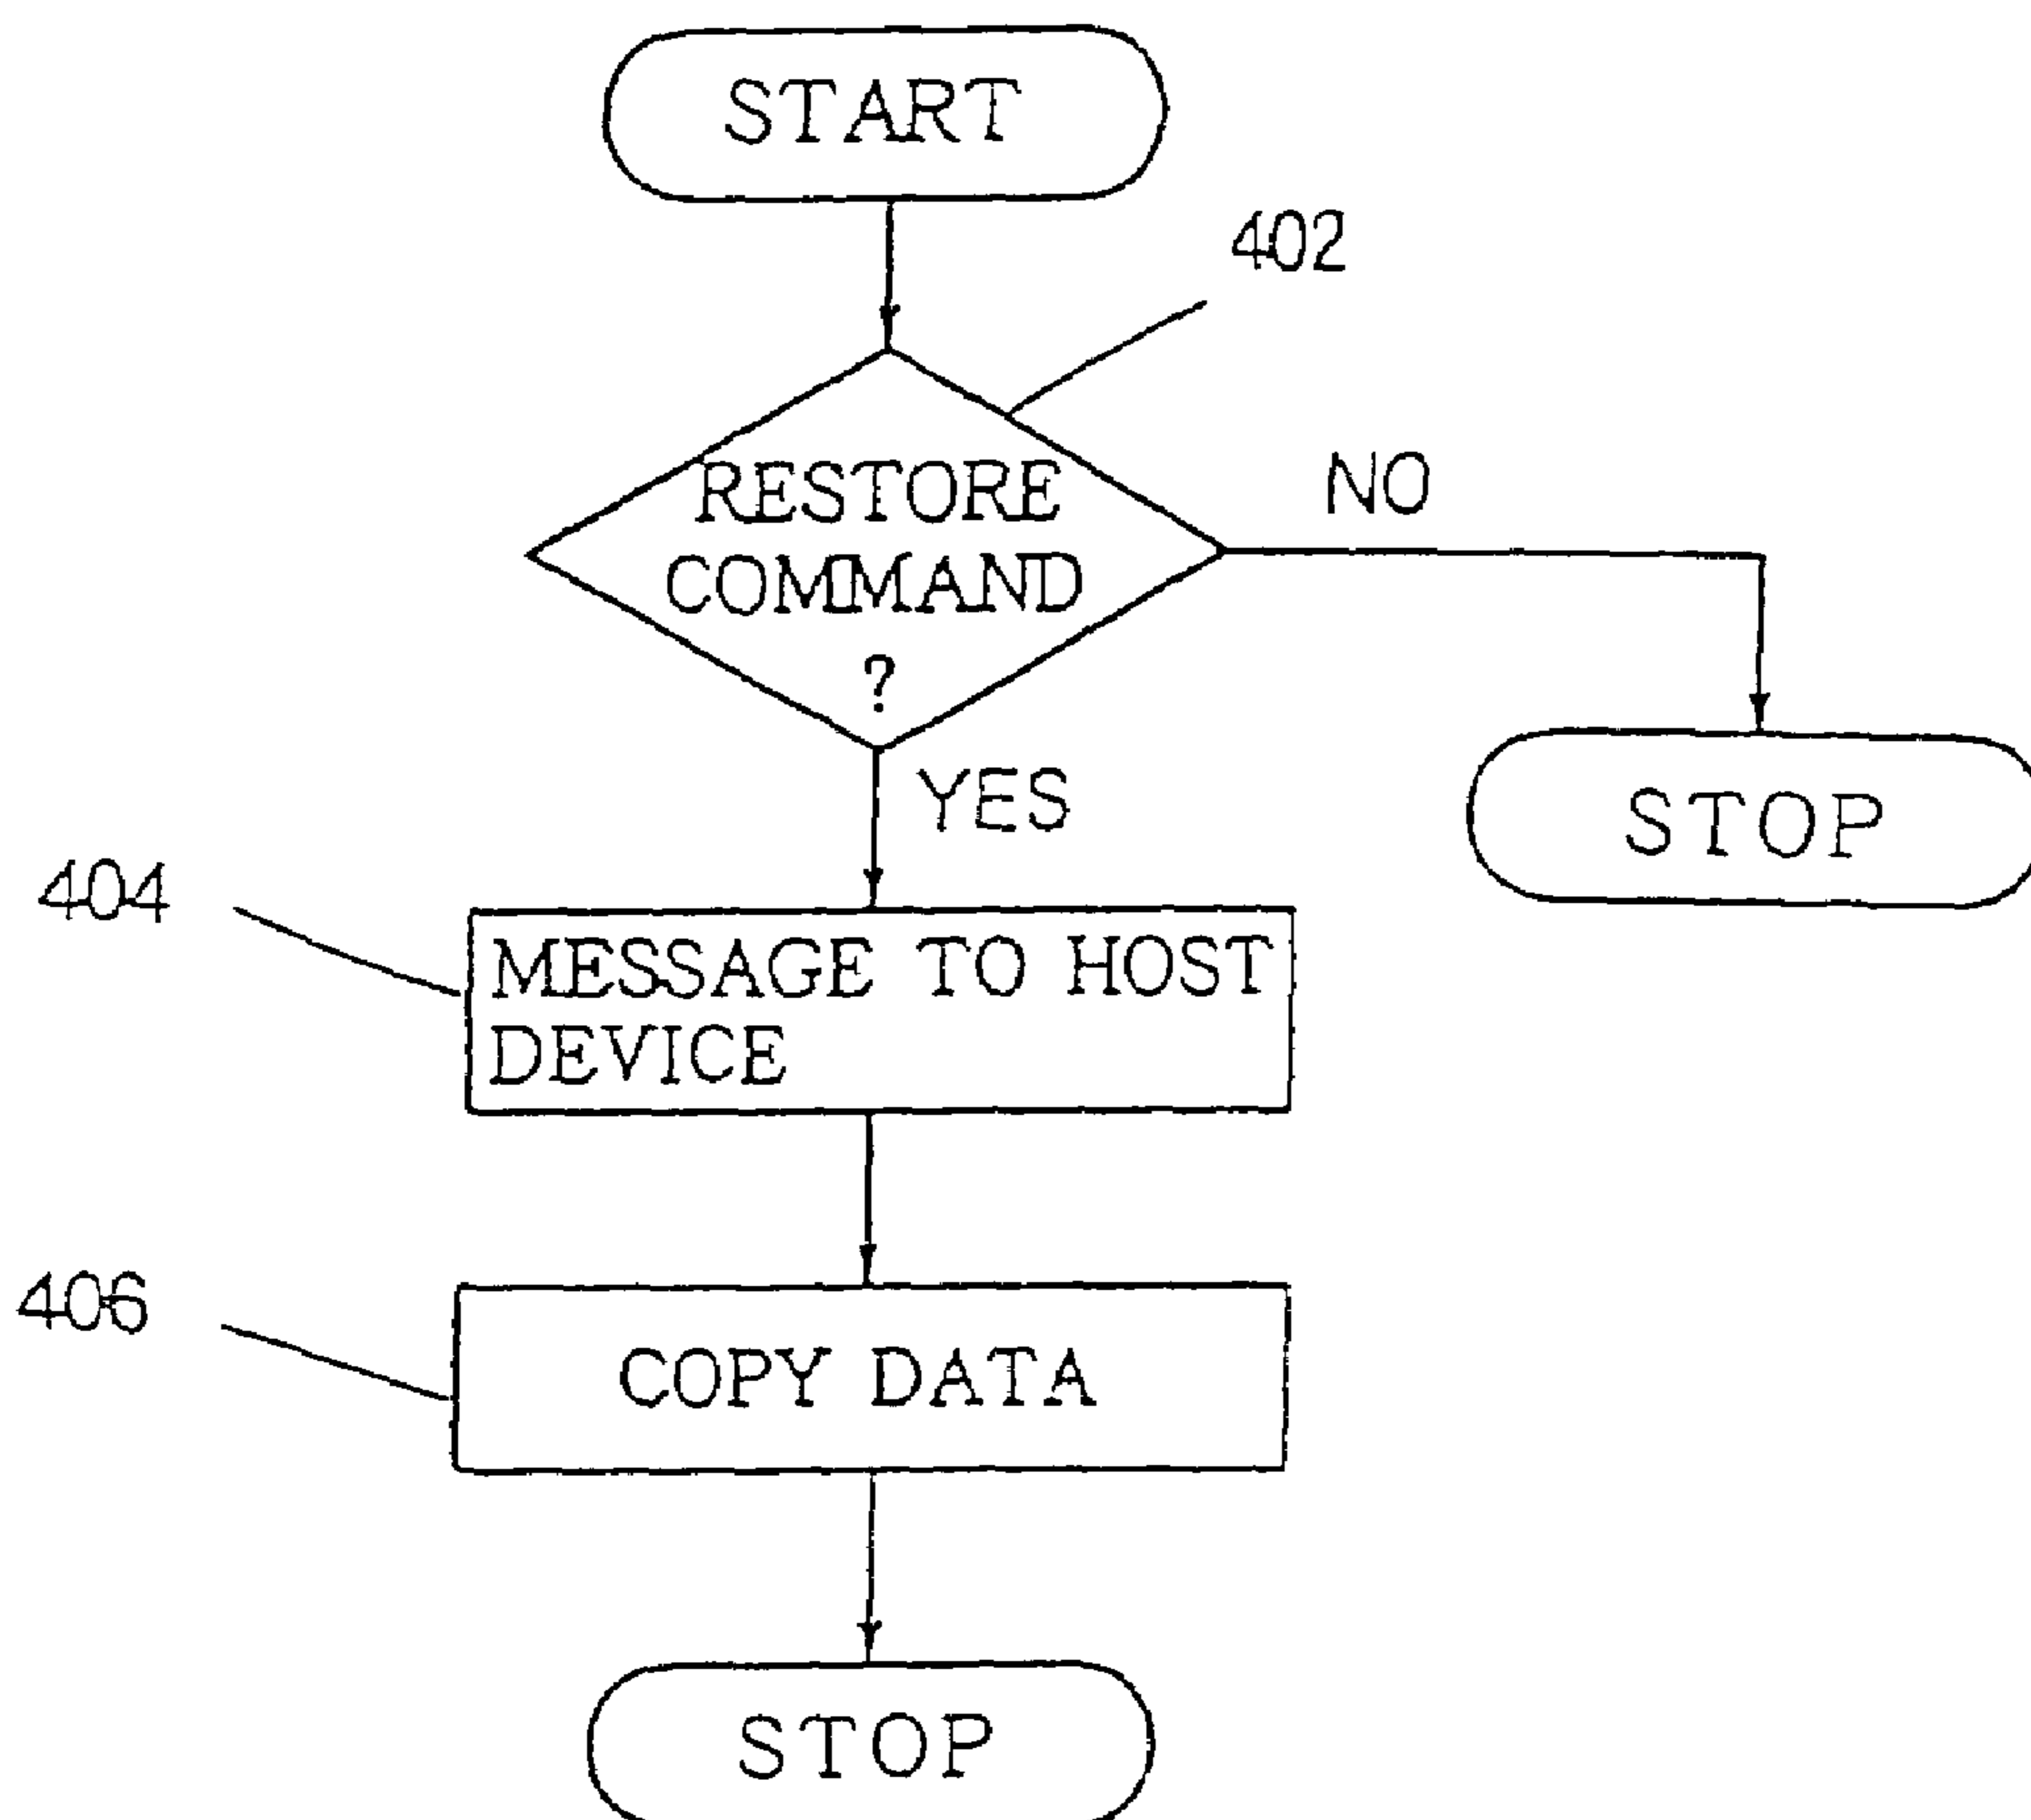 START
402
RESTORE
COMMAND
?
NO
YES
STOP
404
MESSAGE TO HOST
DEVICE
406
COPY DATA
STOP